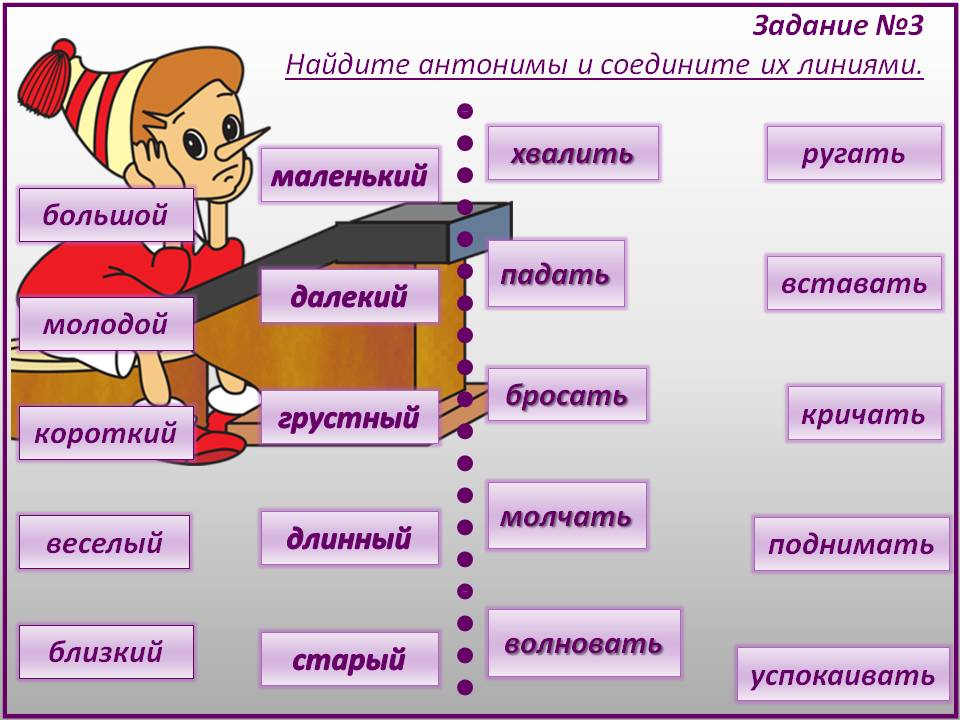 Задание №3
Найдите антонимы и соедините их линиями.
большой
молодой
короткий
веселый
близкий
маленький
далекий
грустный
длинный
старый
хвалить
падать
бросать
молчать
волновать
ругать
вставать
кричать
поднимать
успокаивать